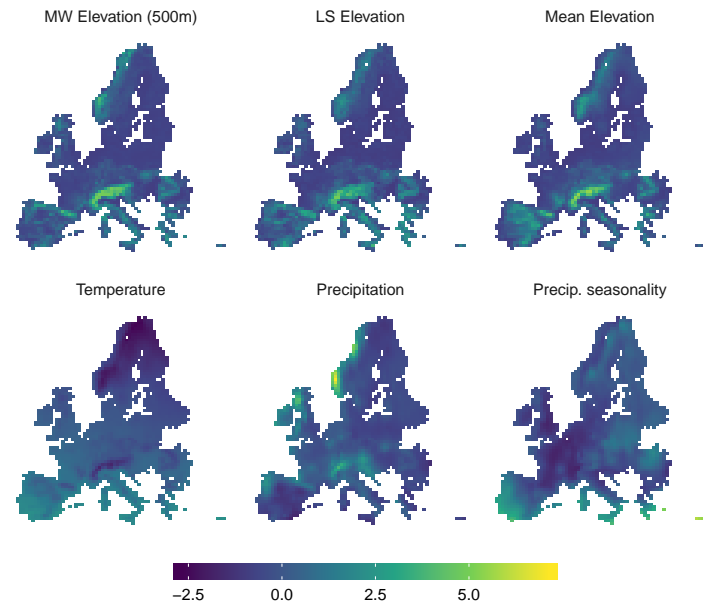 MW Elevation (500m) LS Elevation Mean Elevation
Temperature Precipitation Precip. seasonality
−2.5 0.0 2.5 5.0